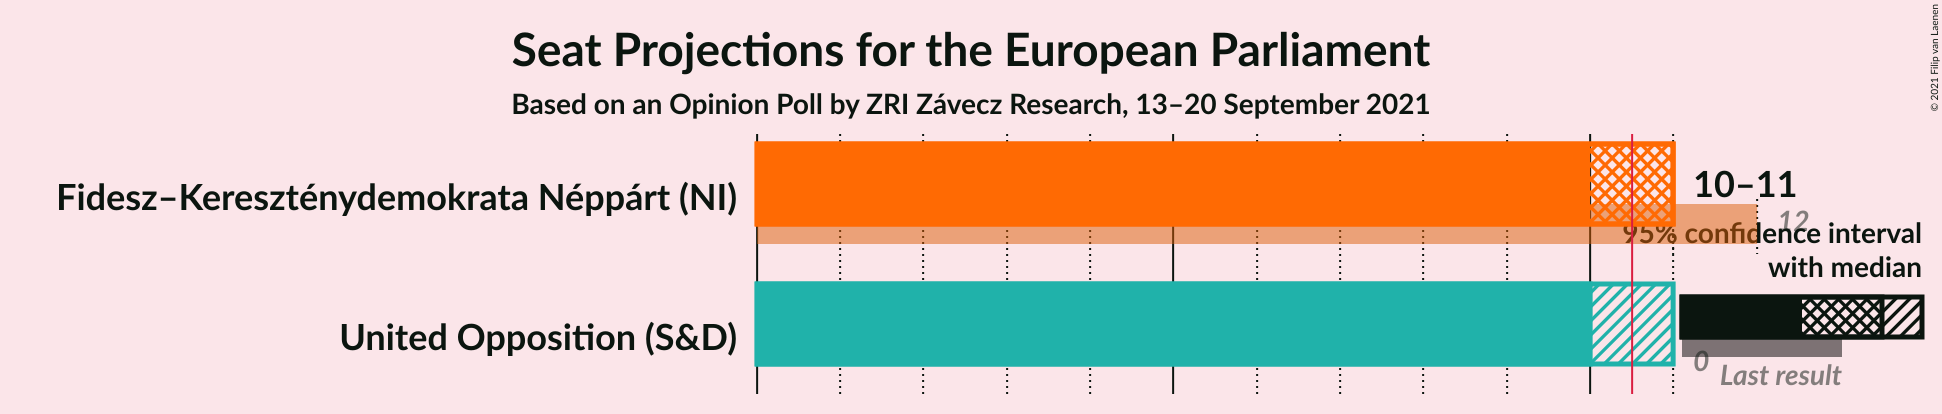 Seat Projections for the European Parliament
Based on an Opinion Poll by ZRI Závecz Research, 13–20 September 2021
© 2021 Filip van Laenen
Fidesz–Kereszténydemokrata Néppárt (NI)
10–11
12
95% confidence interval
with median
United Opposition (S&D)
0
Last result